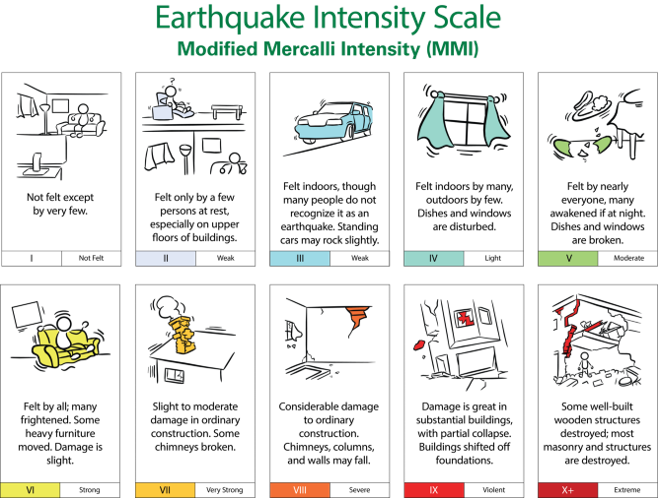 Earthquake Intensity Scale
Modified Mercalli Intensity (MMI)
Not felt except
by very few.
I Not Felt
?
Felt only by a few
persons at rest,
especially on upper
floors of buildings.
II Weak
Felt indoors, though
many people do not
recognize it as an
earthquake. Standing
cars may rock slightly.
III Weak
Felt indoors by many,
outdoors by few.
Dishes and windows
are disturbed.
IV Light
Felt by nearly
everyone, many
awakened if at night.
Dishes and windows
are broken.
V Moderate
Felt by all; many
frightened. Some
heavy furniture
moved. Damage is
slight.
VI Strong
Slight to moderate
damage in ordinary
construction. Some
chimneys broken.
VII Very Strong
Considerable damage
to ordinary
construction.
Chimneys, columns,
and walls may fall.
VIII Severe
Damage is great in
substantial buildings,
with partial collapse.
Buildings shifted off
foundations.
IX Violent
Some well-built
wooden structures
destroyed; most
masonry and structures
are destroyed.
X+ Extreme